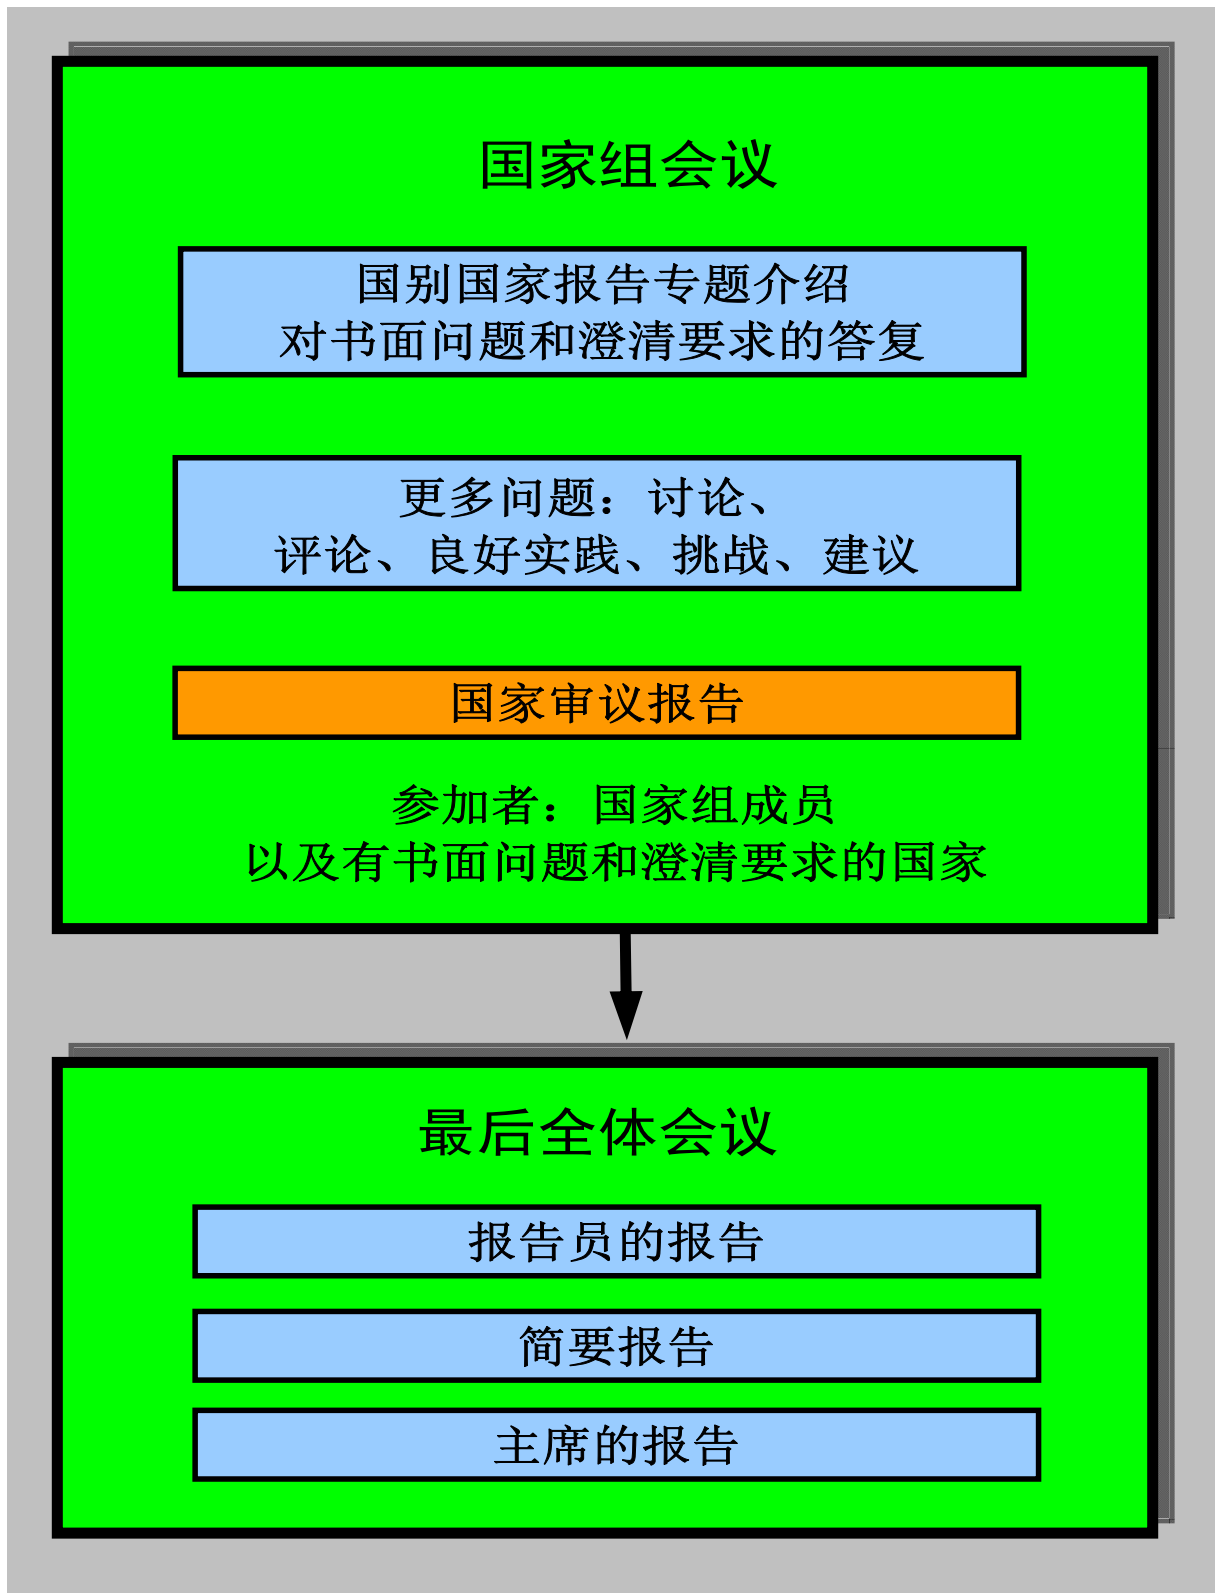 国家组会议
国别国家报告专题介绍
对书面问题和澄清要求的答复
更多问题：讨论、
评论、良好实践、挑战、建议
国家审议报告
参加者：国家组成员
以及有书面问题和澄清要求的国家
最后全体会议
报告员的报告
简要报告
主席的报告